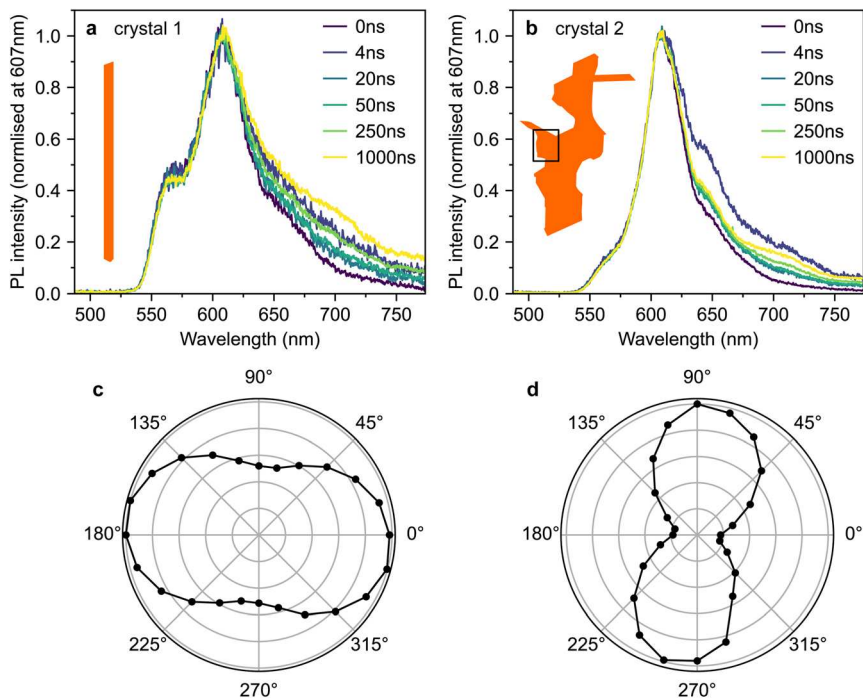 a crystal 1
0ns
4ns
20ns
50ns
250ns
1000ns
PL intensity (normlised at 607nm)
1.0
0.8
0.6
0.4
0.2
0.0
500 550 600 650 700 750
Wavelength (nm)
b crystal 2
0ns
4ns
20ns
50ns
250ns
1000ns
PL intensity (normlised at 607nm)
1.0
0.8
0.6
0.4
0.2
0.0
500 550 600 650 700 750
Wavelength (nm)
c
90°
135° 45°
180° 0°
225° 315°
270°
d
90°
135° 45°
180° 0°
225° 315°
270°